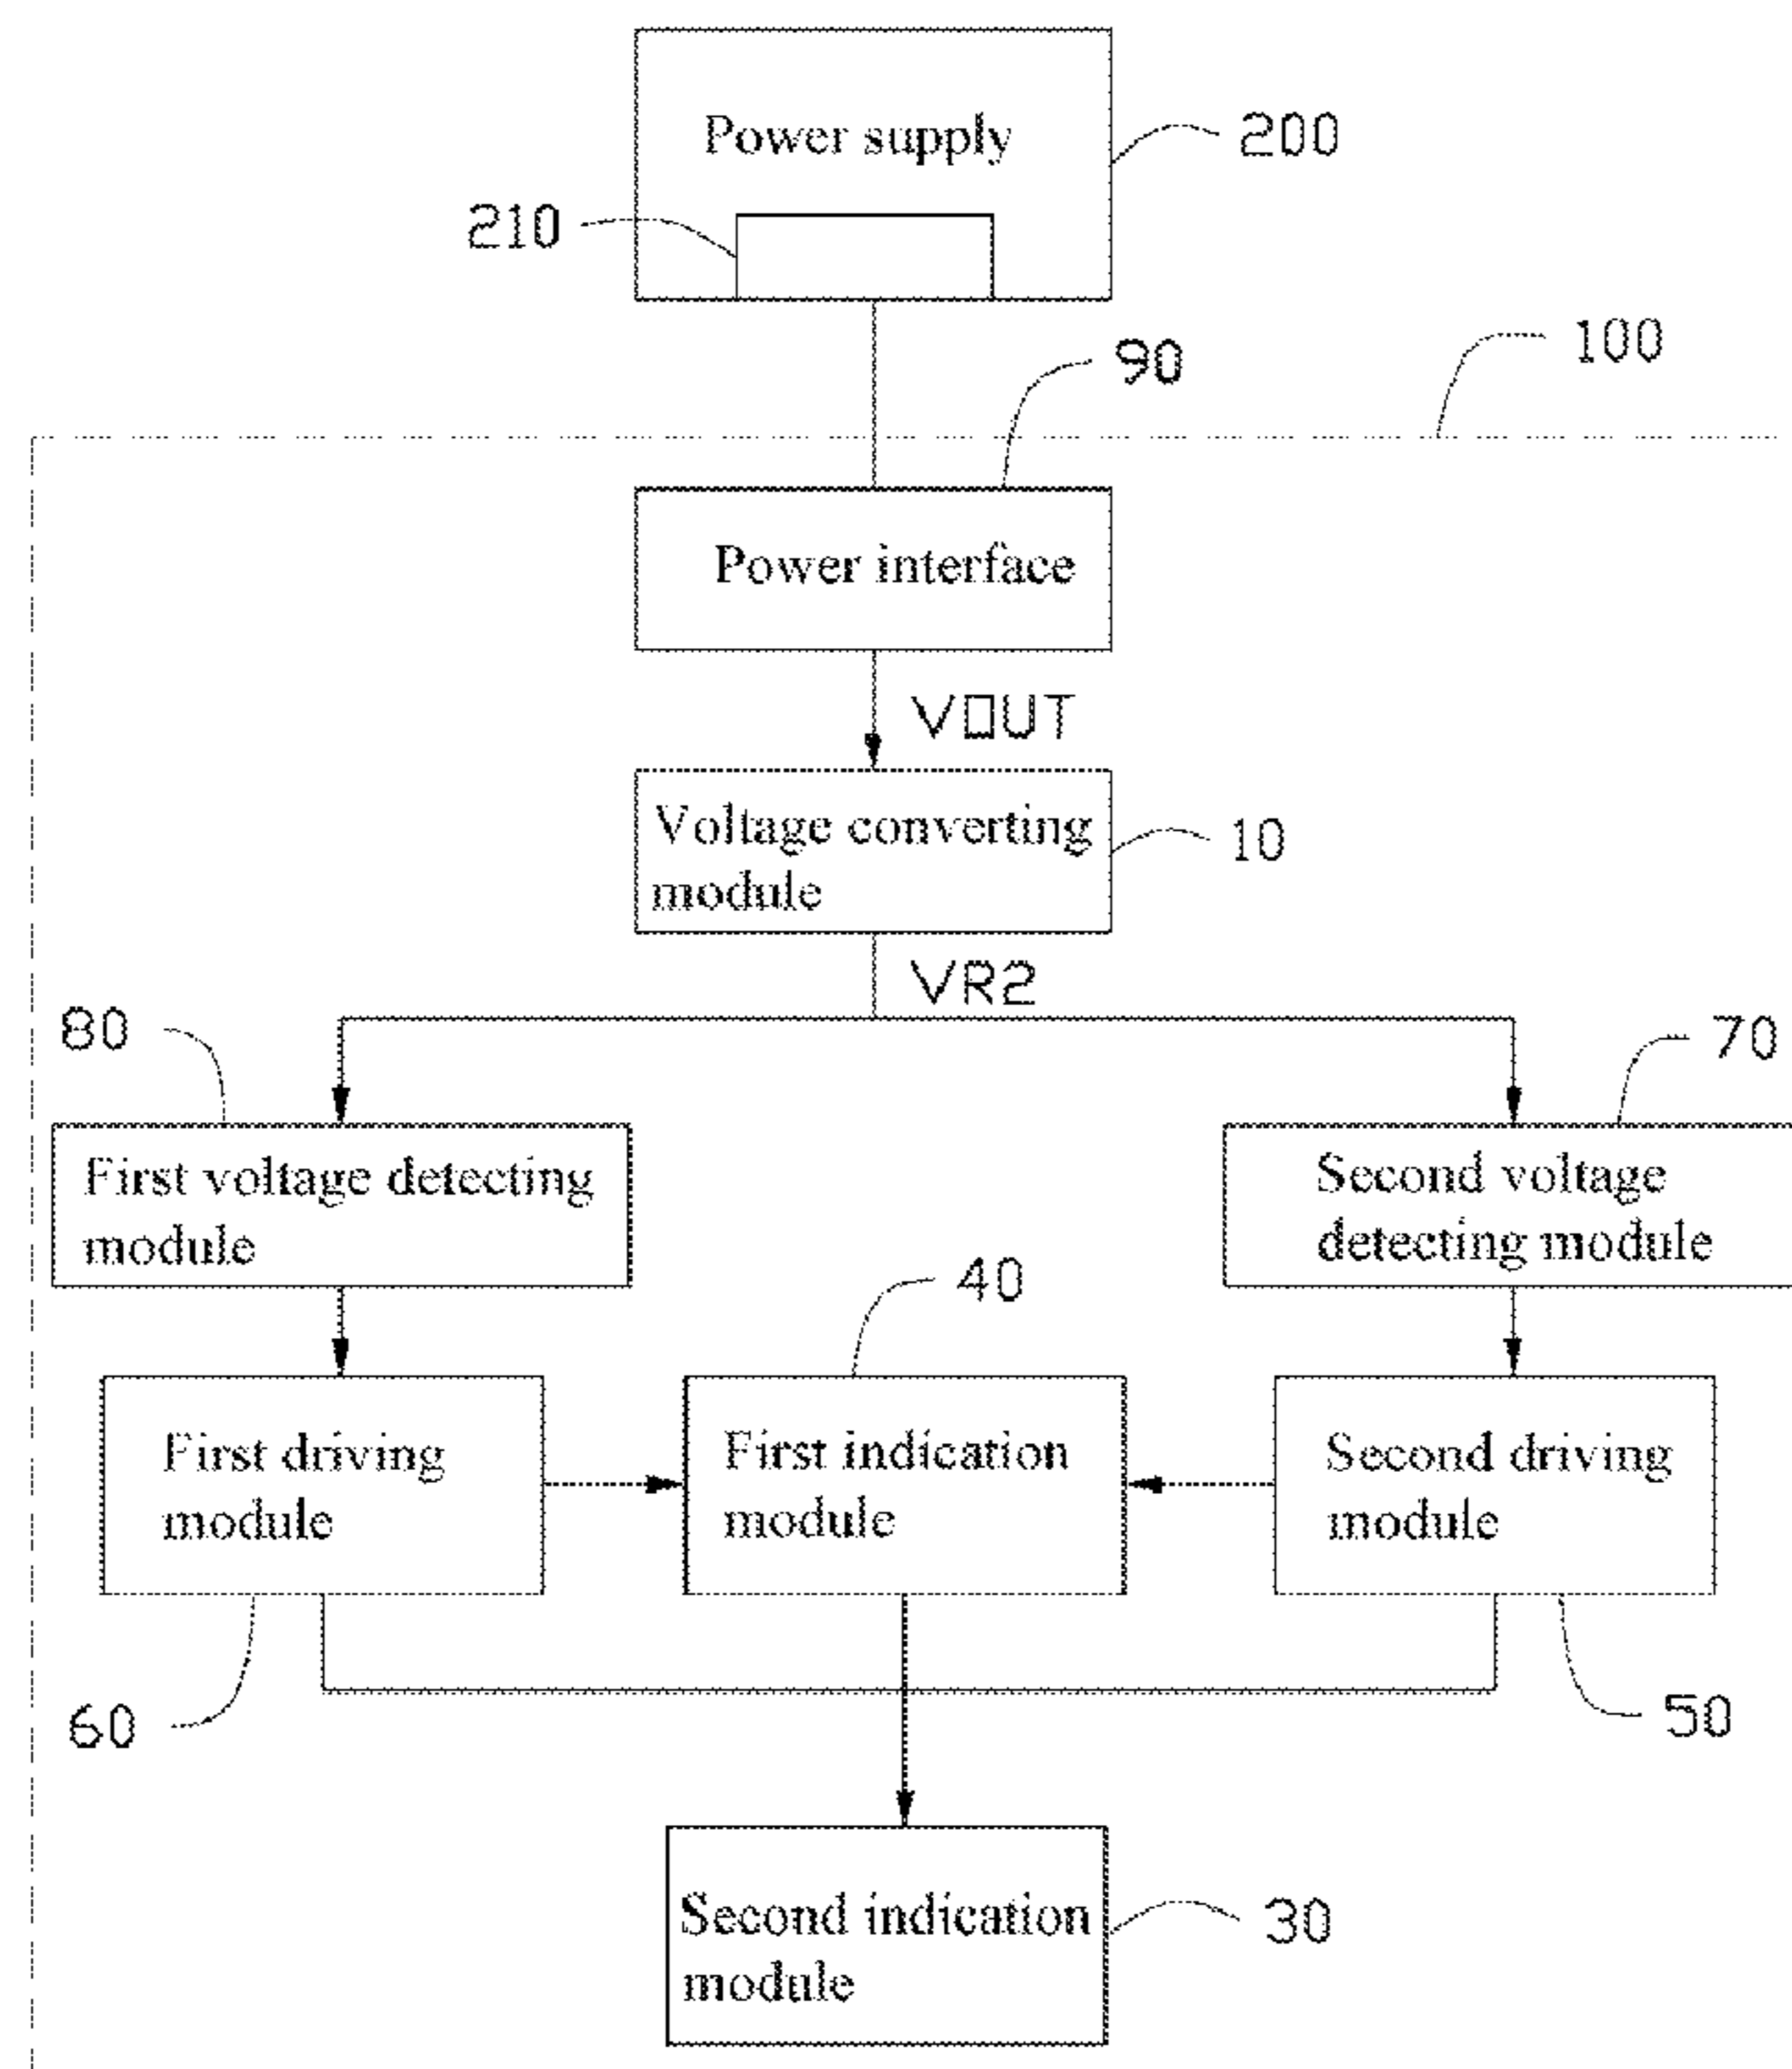 Power supply
200
210
90
100
Power interface
VOUT
Voltage converting
module
10
VR2
80
70
First voltage detecting
module
Second voltage
detecting module
40
First driving
module
First indication
module
Second driving
module
60
50
Second indication
module
30